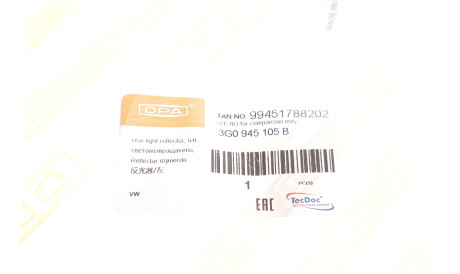 DPA
TAN NO. 99451788202
OE NO for comparison only
3G0 945 105 B
rear light reflector, left
Reflector izquierdo
反光器/左
1 PC(S)
VW
EAC
TecDoc